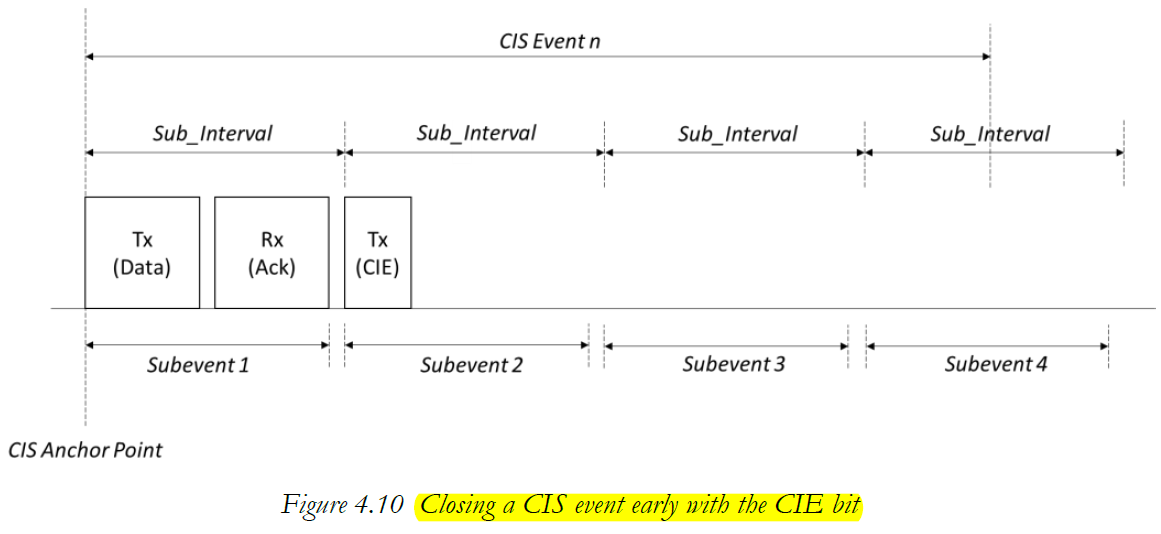 CIS Event n
Sub_Interval Sub_Interval Sub_Interval Sub_Interval
Tx Rx Tx
(Data) (Ack) (CIE)
Subevent 1 Subevent 2 Subevent 3 Subevent 4
CIS Anchor Point
Figure 4.10 Closing a CIS event early with the CIE bit